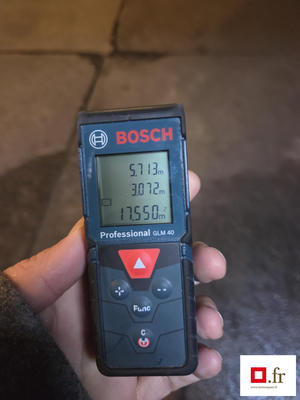 BOSCH
5.713m
3.072m
17.550m²
Professional GLM 40
Func
C
.fr